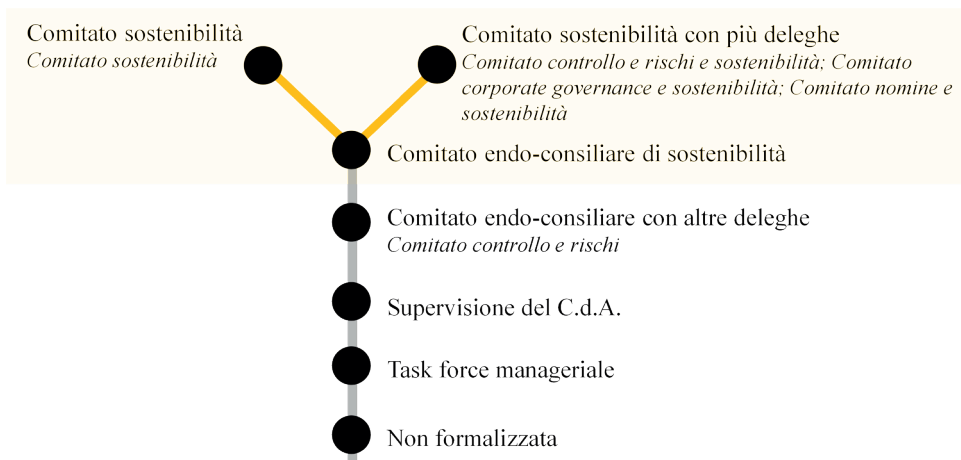 Comitato sostenibilità
Comitato sostenibilità
Comitato sostenibilità con più deleghe
Comitato controllo e rischi e sostenibilità; Comitato
corporate governance e sostenibilità; Comitato nomine e
sostenibilità
Comitato endo-consiliare di sostenibilità
Comitato endo-consiliare con altre deleghe
Comitato controllo e rischi
Supervisione del C.d.A.
Task force manageriale
Non formalizzata